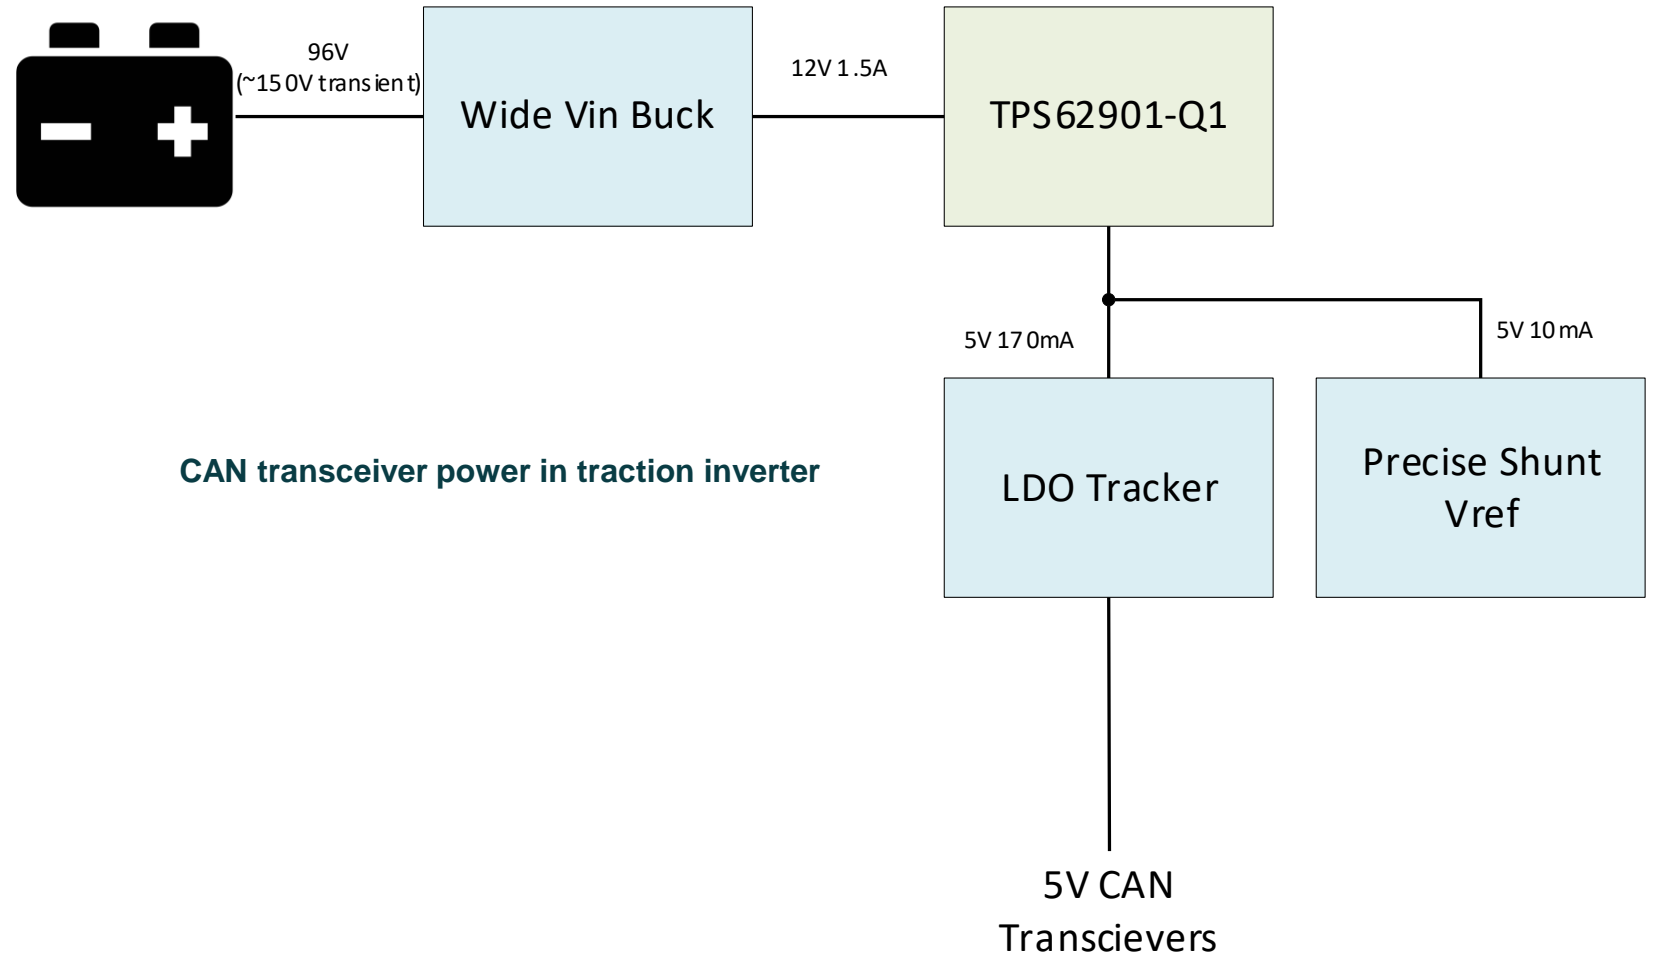 96V
(~150V transient)
Wide Vin Buck
12V 1.5A
TPS62901-Q1
5V 170mA
5V 10mA
CAN transceiver power in traction inverter
LDO Tracker
Precise Shunt
Vref
5V CAN
Transcievers